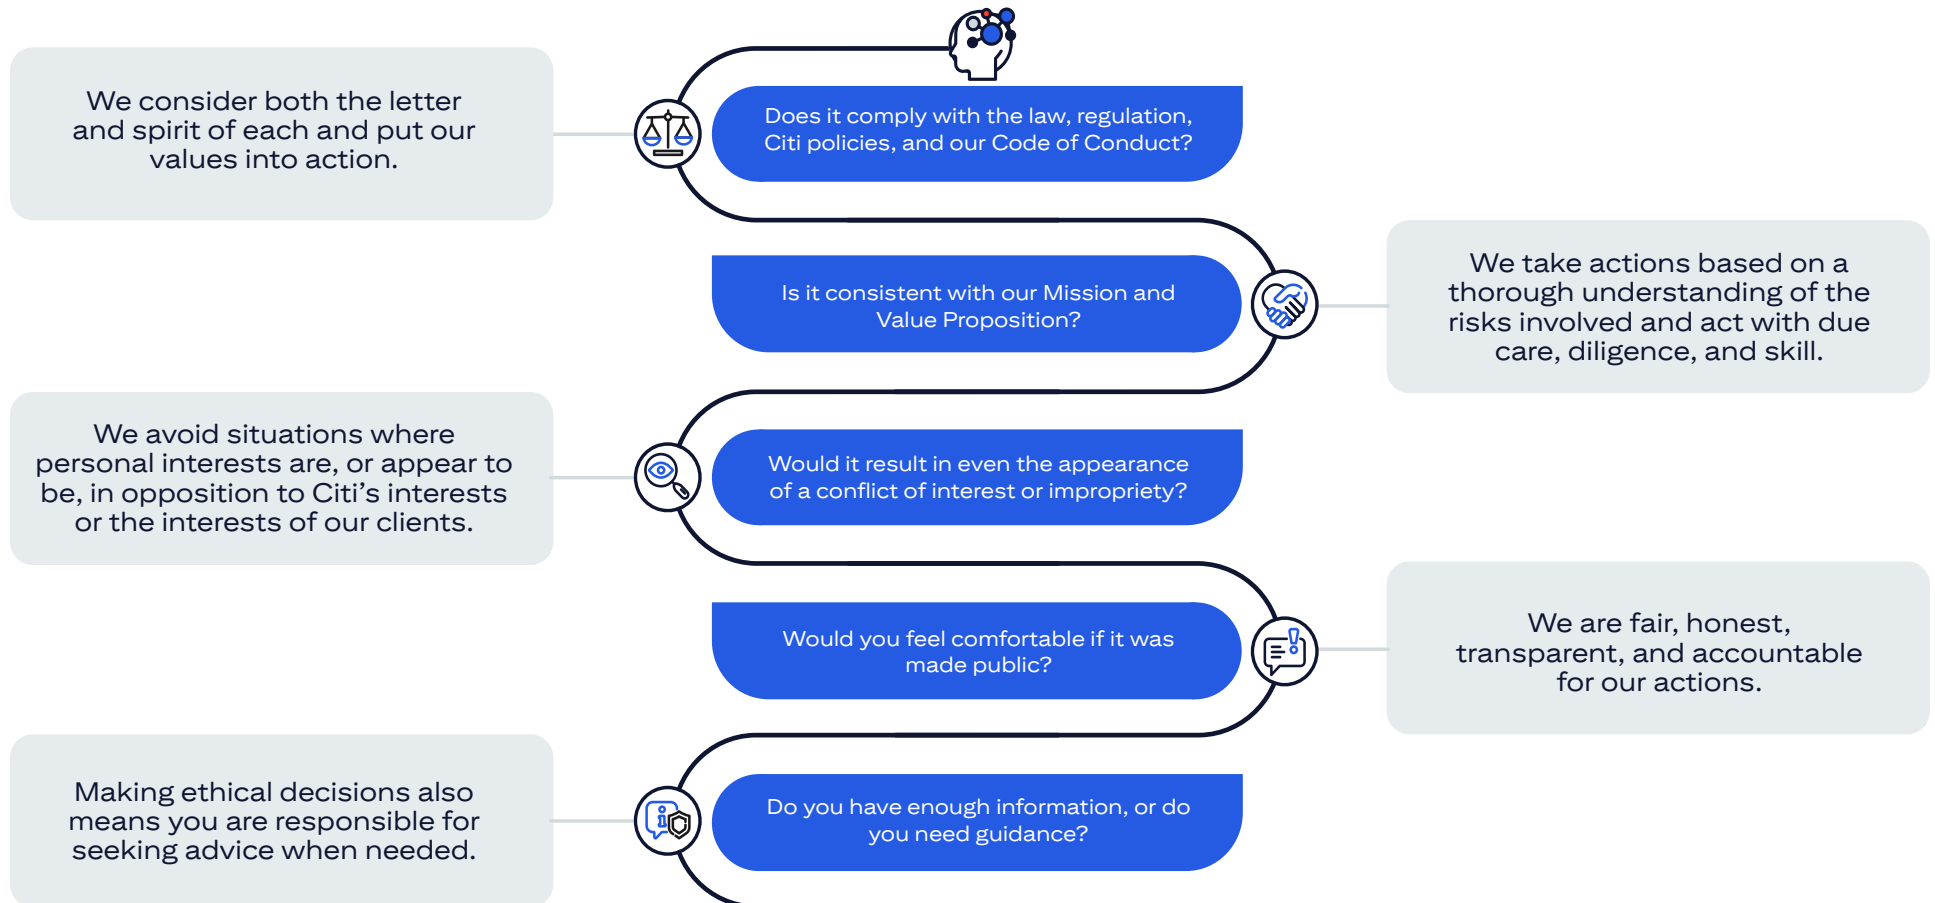 We consider both the letter
and spirit of each and put our
values into action.
Does it comply with the law, regulation,
Citi policies, and our Code of Conduct?
Is it consistent with our Mission and
Value Proposition?
We take actions based on a
thorough understanding of the
risks involved and act with due
care, diligence, and skill.
We avoid situations where
personal interests are, or appear to
be, in opposition to Citi’s interests
or the interests of our clients.
Would it result in even the appearance
of a conflict of interest or impropriety?
Would you feel comfortable if it was
made public?
We are fair, honest,
transparent, and accountable
for our actions.
Making ethical decisions also
means you are responsible for
seeking advice when needed.
Do you have enough information, or do
you need guidance?